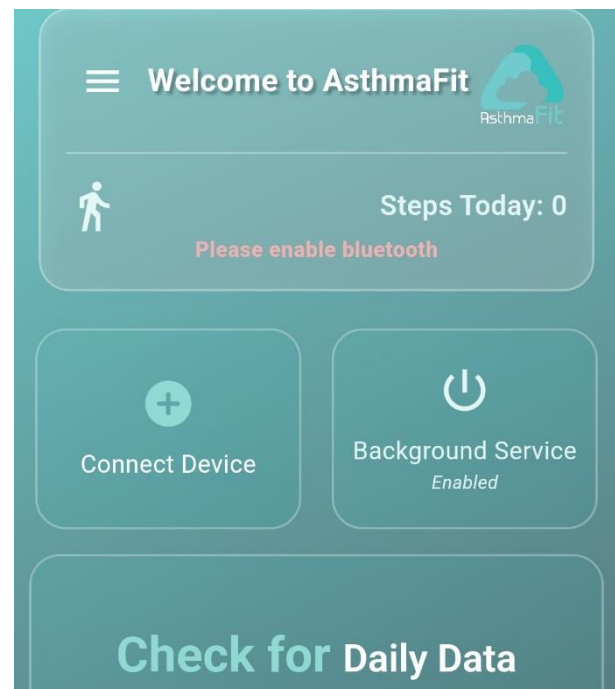 Welcome to AsthmaFit
AsthmaFit
Steps Today: 0
Please enable bluetooth
Connect Device
Background Service
Enabled
Check for Daily Data